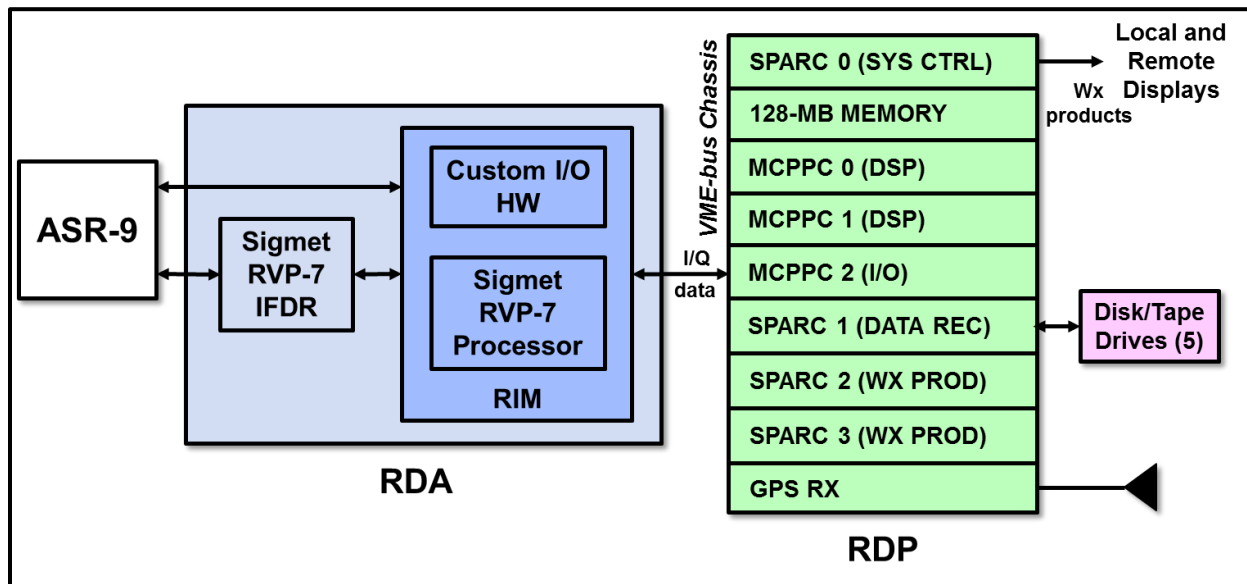 ASR-9
Sigmet
RVP-7
IFDR
Custom I/O
HW
Sigmet
RVP-7
Processor
RIM
RDA
I/Q
data
VME-bus Chassis
SPARC 0 (SYS CTRL)
128-MB MEMORY
MCPPC 0 (DSP)
MCPPC 1 (DSP)
MCPPC 2 (I/O)
SPARC 1 (DATA REC)
SPARC 2 (WX PROD)
SPARC 3 (WX PROD)
GPS RX
RDP
Local and
Remote
Displays
Wx
products
Disk/Tape
Drives (5)